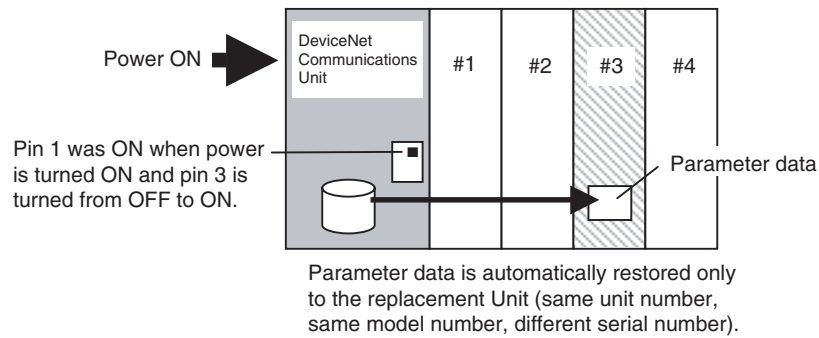 Power ON
DeviceNet
Communications
Unit
#1
#2
#3
#4
Pin 1 was ON when power
is turned ON and pin 3 is
turned from OFF to ON.
Parameter data
Parameter data is automatically restored only
to the replacement Unit (same unit number,
same model number, different serial number).